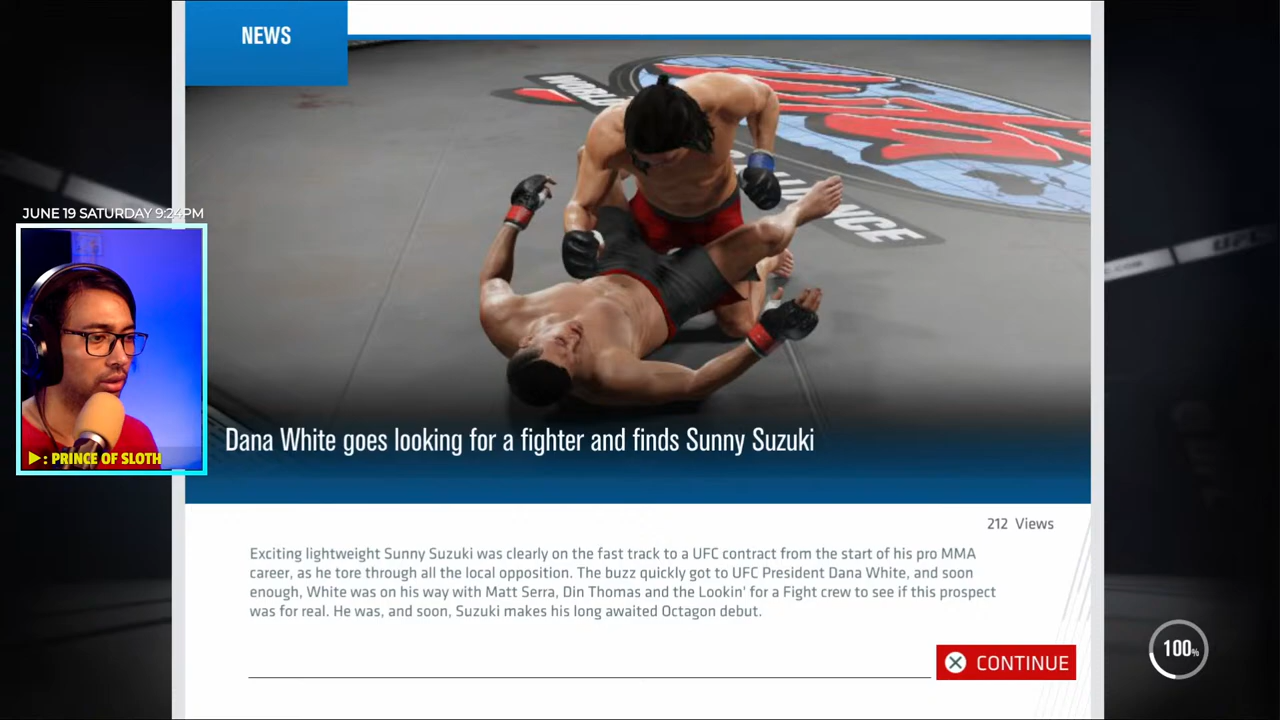 NEWS
WORLD
ALLIANCE
JUNE 19 SATURDAY 9:24PM
UFC
C.COM
: PRINCE OF SLOTH
Dana White goes looking for a fighter and finds Sunny Suzuki
212 Views
Exciting lightweight Sunny Suzuki was clearly on the fast track to a UFC contract from the start of his pro MMA
career, as he tore through all the local opposition. The buzz quickly got to UFC President Dana White, and soon
enough, White was on his way with Matt Serra, Din Thomas and the Lookin' for a Fight crew to see if this prospect
was for real. He was, and soon, Suzuki makes his long awaited Octagon debut.
CONTINUE
100%